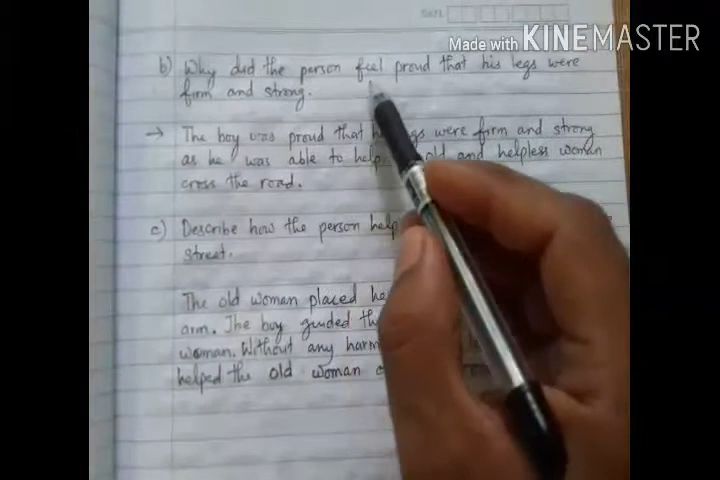 DATE
Made with KINEMASTER
b) Why did the person feel proud that his legs were
firm and strong.
→ The boy was proud that legs were firm and strong
as he was able to help old and helpless woman
cross the road.
c) Describe how the person help
street.
The old woman placed
arm. The boy guided
woman. Without any harm
helped the old woman